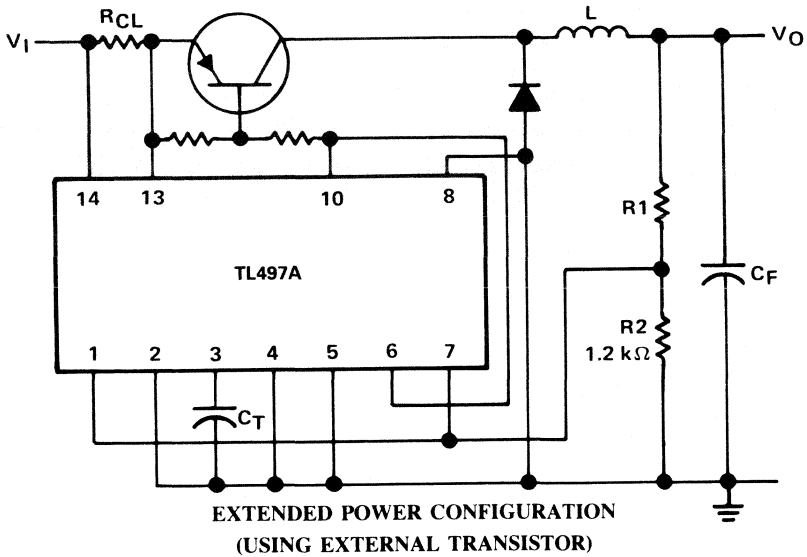 RCL
L
VI
VO
14
13
10
8
R1
TL497A
CF
R2
1.2 kΩ
1
2
3
4
5
6
7
CT
EXTENDED POWER CONFIGURATION
(USING EXTERNAL TRANSISTOR)